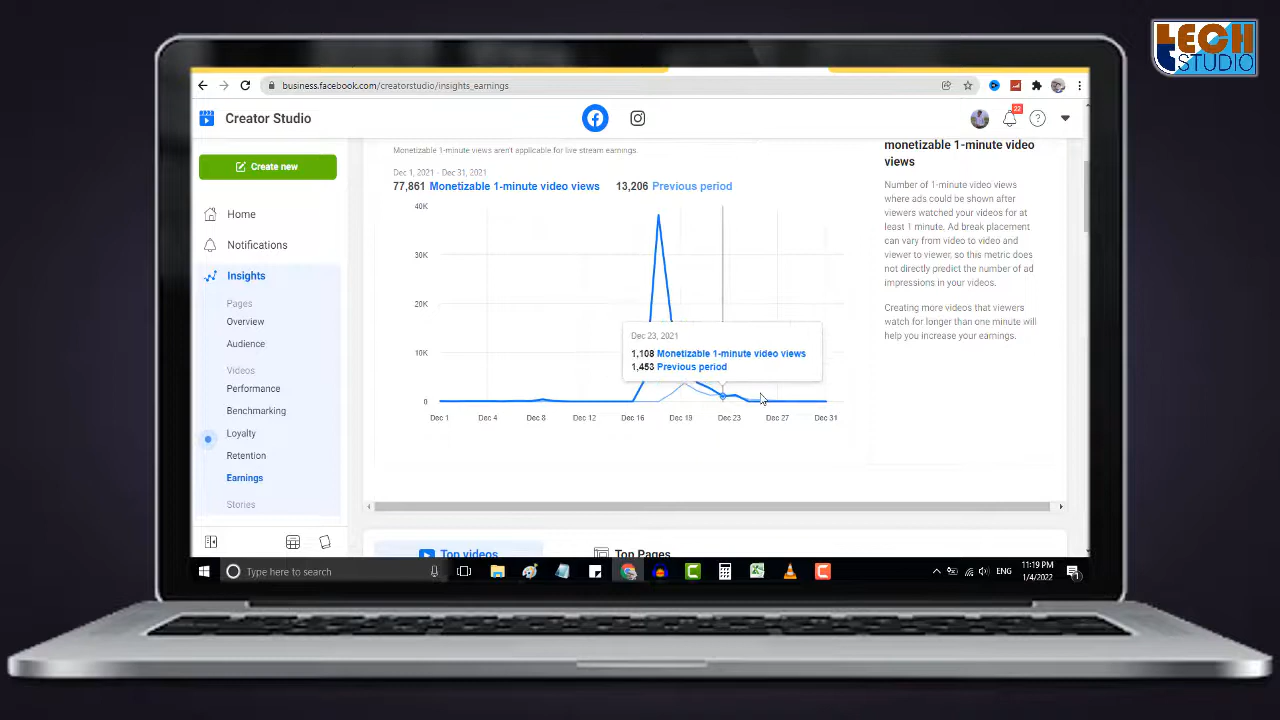 LECH
STUDIO
business.facebook.com/creatorstudio/insights_earnings
Creator Studio
22
Create new
Home
Notifications
Insights
Pages
Overview
Audience
Videos
Performance
Benchmarking
Loyalty
Retention
Earnings
Stories
Monetizable 1-minute views aren't applicable for live stream earnings.
Dec 1, 2021 - Dec 31, 2021
77,861 Monetizable 1-minute video views 13,206 Previous period
40K
30K
20K
10K
0
Dec 23, 2021
1,108 Monetizable 1-minute video views
1,453 Previous period
Dec 1 Dec 4 Dec 8 Dec 12 Dec 16 Dec 19 Dec 23 Dec 27 Dec 31
monetizable 1-minute video
views
Number of 1-minute video views
where ads could be shown after
viewers watched your videos for at
least 1 minute. Ad break placement
can vary from video to video and
viewer to viewer, so this metric does
not directly predict the number of ad
impressions in your videos.
Creating more videos that viewers
watch for longer than one minute will
help you increase your earnings.
Top videos Top Pages
Type here to search
ENG
11:19 PM
1/4/2022
1